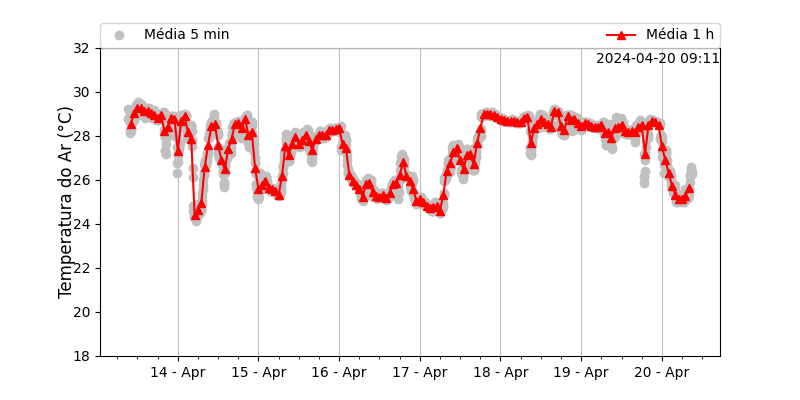 Média 5 min
Média 1 h
2024-04-20 09:11
Temperatura do Ar (°C)
32
30
28
26
24
22
20
18
14 - Apr
15 - Apr
16 - Apr
17 - Apr
18 - Apr
19 - Apr
20 - Apr